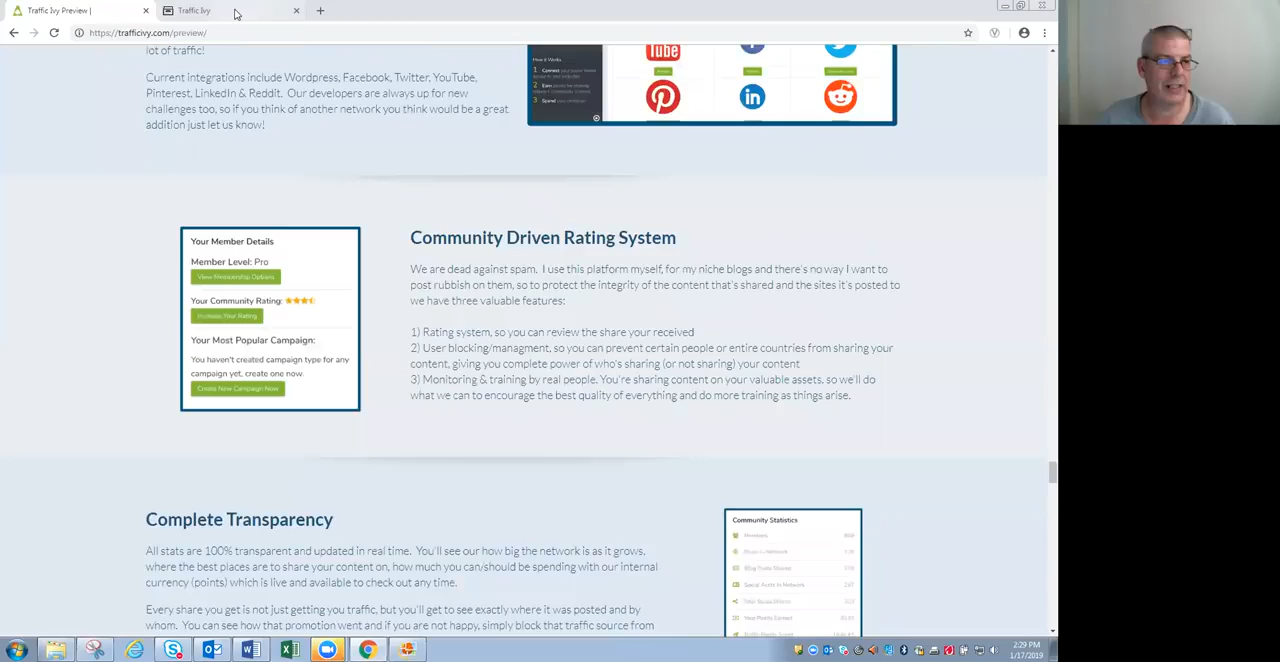 Traffic Ivy Preview |
Traffic Ivy
https://trafficivy.com/preview/
lot of traffic!
Current integrations include Wordpress, Facebook, Twitter, YouTube,
Pinterest, LinkedIn & Reddit. Our developers are always up for new
challenges too, so if you think of another network you think would be a great
addition just let us know!
How it Works
Tube
Your Member Details
Member Level: Pro
View Membership Options
Your Community Rating:
Increase Your Rating
Your Most Popular Campaign:
You haven't created campaign type for any
campaign yet, create one now.
Create New Campaign Now
Community Driven Rating System
We are dead against spam. I use this platform myself, for my niche blogs and there's no way I want to
post rubbish on them, so to protect the integrity of the content that's shared and the sites it's posted to
we have three valuable features:
1) Rating system, so you can review the share your received
2) User blocking/managment, so you can prevent certain people or entire countries from sharing your
content, giving you complete power of who's sharing (or not sharing) your content
3) Monitoring & training by real people. You're sharing content on your valuable assets, so we'll do
what we can to encourage the best quality of everything and do more training as things arise.
Complete Transparency
All stats are 100% transparent and updated in real time. You'll see our how big the network is as it grows,
where the best places are to share your content on, how much you can/should be spending with our internal
currency (points) which is live and available to check out any time.
Every share you get is not just getting you traffic, but you'll get to see exactly where it was posted and by
whom. You can see how that promotion went and if you are not happy, simply block that traffic source from
Community Statistics
Members
Blog Posts Shared
2:29 PM
1/17/2019